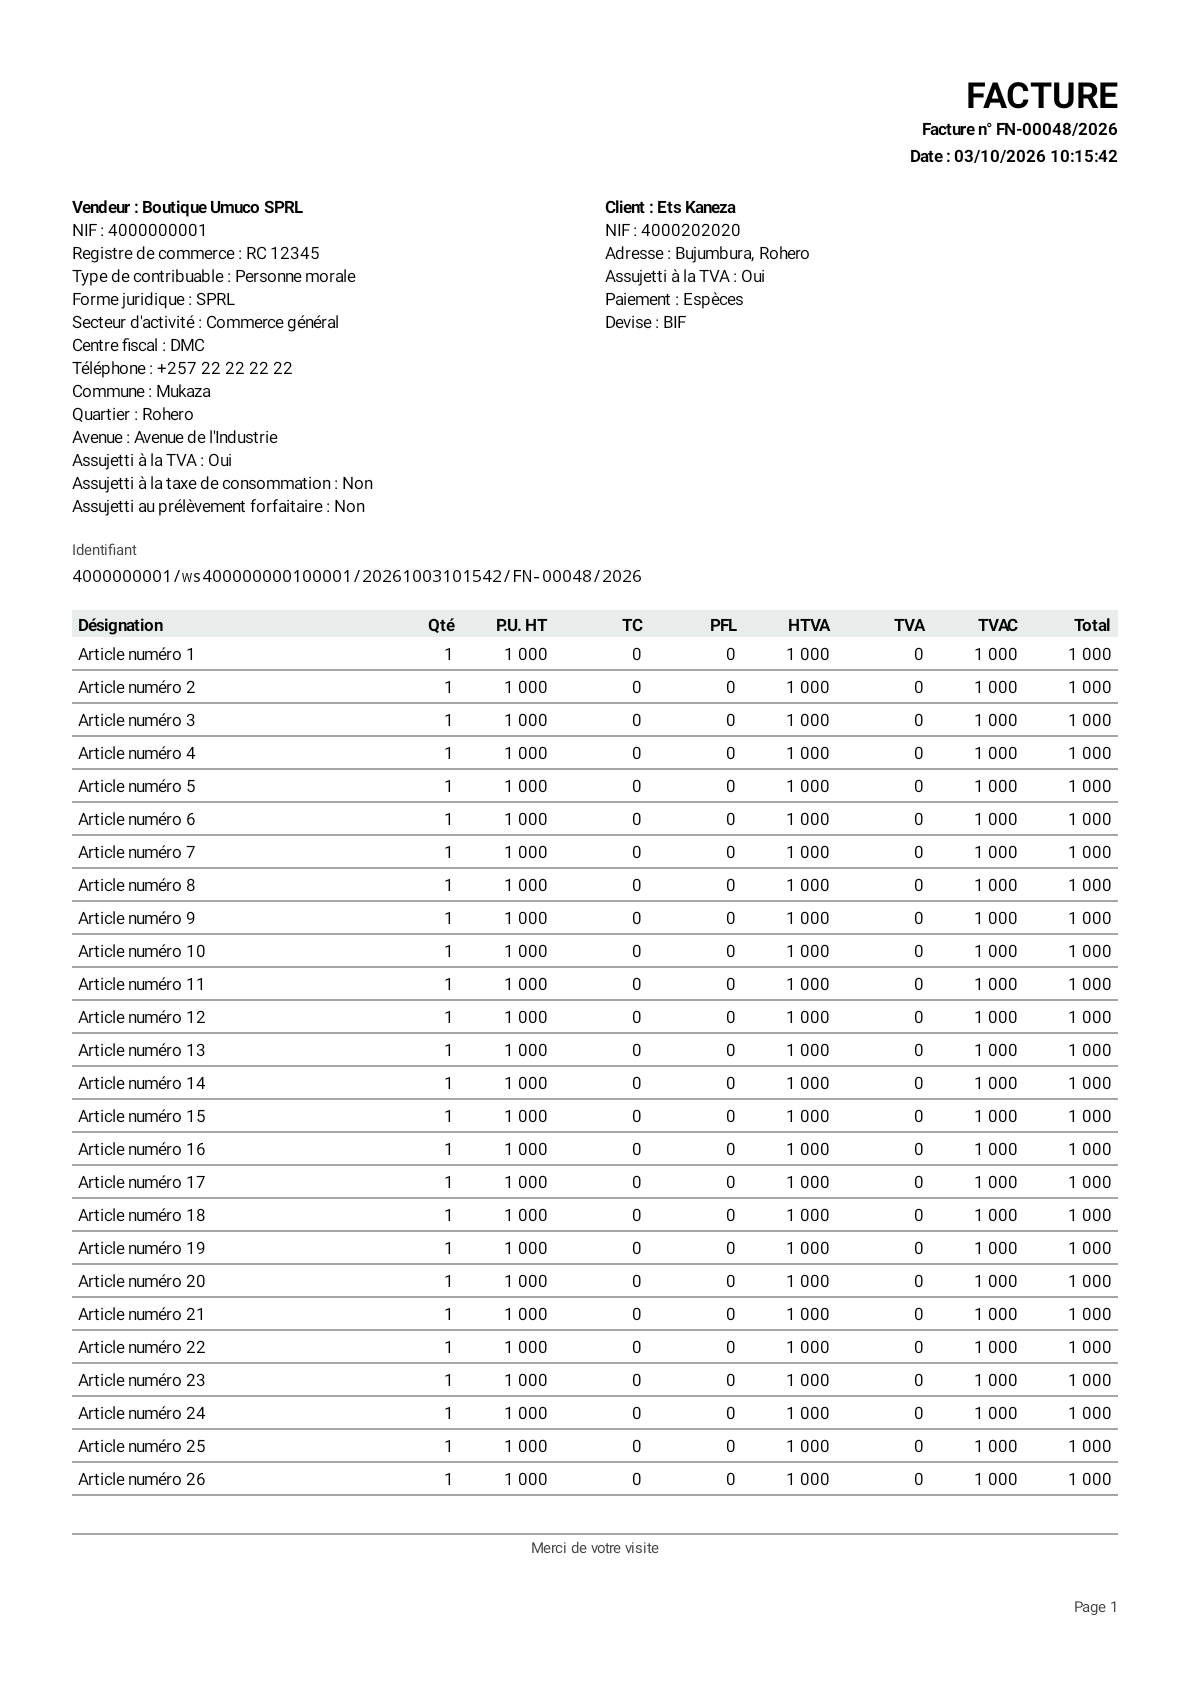 FACTURE
Facture n° FN-00048/2026
Date : 03/10/2026 10:15:42
Vendeur : Boutique Umuco SPRL
NIF : 4000000001
Registre de commerce : RC 12345
Type de contribuable : Personne morale
Forme juridique : SPRL
Secteur d'activité : Commerce général
Centre fiscal : DMC
Téléphone : +257 22 22 22 22
Commune : Mukaza
Quartier : Rohero
Avenue : Avenue de l'Industrie
Assujetti à la TVA : Oui
Assujetti à la taxe de consommation : Non
Assujetti au prélèvement forfaitaire : Non
Client : Ets Kaneza
NIF : 4000202020
Adresse : Bujumbura, Rohero
Assujetti à la TVA : Oui
Paiement : Espèces
Devise : BIF
Identifiant
4000000001/ws400000000100001/20261003101542/FN-00048/2026
Désignation Qté P.U. HT TC PFL HTVA TVA TVAC Total
Article numéro 1 1 1 000 0 0 1 000 0 1 000 1 000
Article numéro 2 1 1 000 0 0 1 000 0 1 000 1 000
Article numéro 3 1 1 000 0 0 1 000 0 1 000 1 000
Article numéro 4 1 1 000 0 0 1 000 0 1 000 1 000
Article numéro 5 1 1 000 0 0 1 000 0 1 000 1 000
Article numéro 6 1 1 000 0 0 1 000 0 1 000 1 000
Article numéro 7 1 1 000 0 0 1 000 0 1 000 1 000
Article numéro 8 1 1 000 0 0 1 000 0 1 000 1 000
Article numéro 9 1 1 000 0 0 1 000 0 1 000 1 000
Article numéro 10 1 1 000 0 0 1 000 0 1 000 1 000
Article numéro 11 1 1 000 0 0 1 000 0 1 000 1 000
Article numéro 12 1 1 000 0 0 1 000 0 1 000 1 000
Article numéro 13 1 1 000 0 0 1 000 0 1 000 1 000
Article numéro 14 1 1 000 0 0 1 000 0 1 000 1 000
Article numéro 15 1 1 000 0 0 1 000 0 1 000 1 000
Article numéro 16 1 1 000 0 0 1 000 0 1 000 1 000
Article numéro 17 1 1 000 0 0 1 000 0 1 000 1 000
Article numéro 18 1 1 000 0 0 1 000 0 1 000 1 000
Article numéro 19 1 1 000 0 0 1 000 0 1 000 1 000
Article numéro 20 1 1 000 0 0 1 000 0 1 000 1 000
Article numéro 21 1 1 000 0 0 1 000 0 1 000 1 000
Article numéro 22 1 1 000 0 0 1 000 0 1 000 1 000
Article numéro 23 1 1 000 0 0 1 000 0 1 000 1 000
Article numéro 24 1 1 000 0 0 1 000 0 1 000 1 000
Article numéro 25 1 1 000 0 0 1 000 0 1 000 1 000
Article numéro 26 1 1 000 0 0 1 000 0 1 000 1 000
Merci de votre visite
Page 1